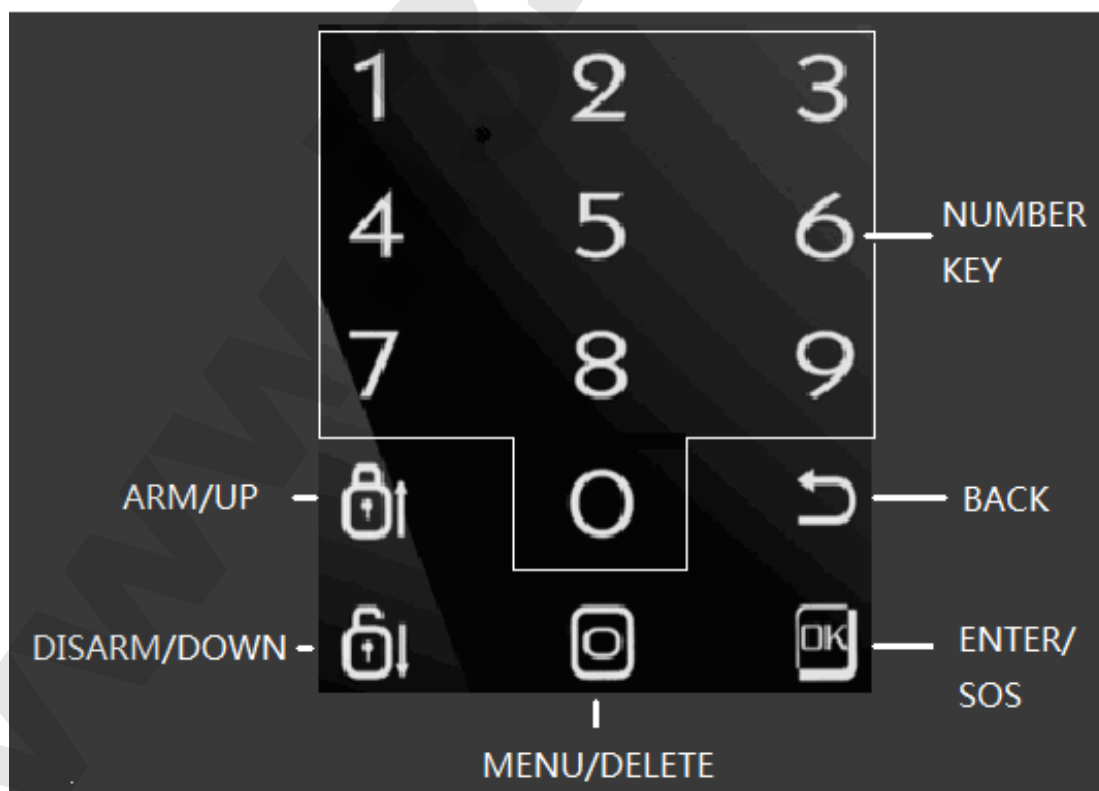 1 2 3
4 5 6
NUMBER
KEY
7 8 9
ARM/UP
0
BACK
DISARM/DOWN
OK
ENTER/
SOS
MENU/DELETE